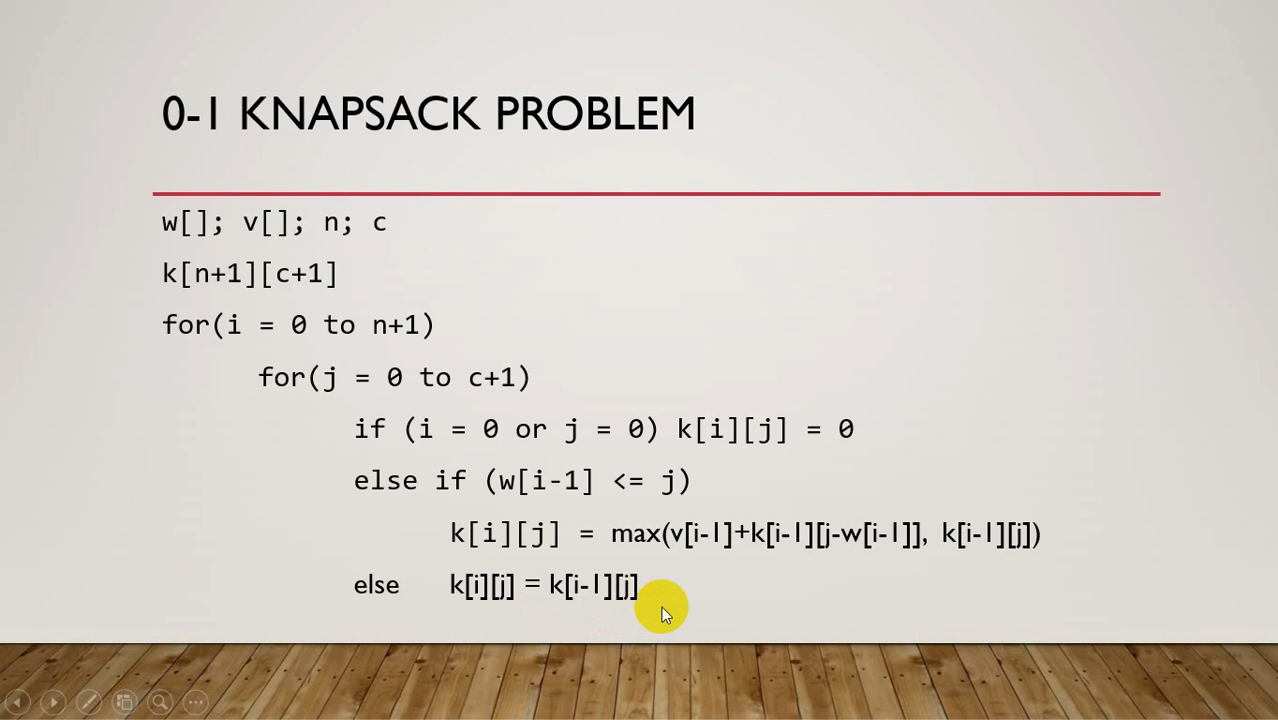 0-1 KNAPSACK PROBLEM
w[]; v[]; n; c
k[n+1][c+1]
for(i = 0 to n+1)
for(j = 0 to c+1)
if (i = 0 or j = 0) k[i][j] = 0
else if (w[i-1] <= j)
k[i][j] = max(v[i-1]+k[i-1][j-w[i-1]], k[i-1][j])
else k[i][j] = k[i-1][j]